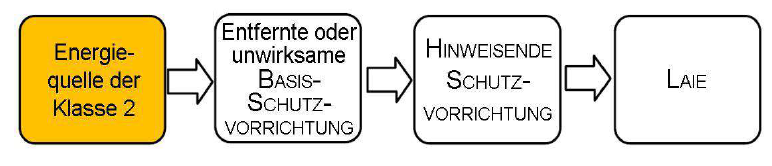 Energie-
quelle der
Klasse 2
Entfernte oder
unwirksame
BASIS-
SCHUTZ-
VORRICHTUNG
HINWEISENDE
SCHUTZ-
VORRICHTUNG
LAIE